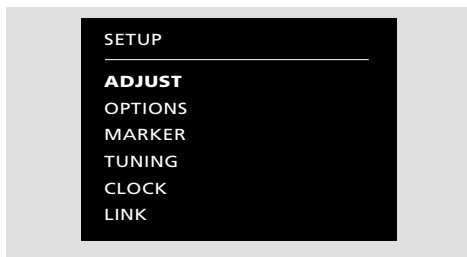 SETUP
ADJUST
OPTIONS
MARKER
TUNING
CLOCK
LINK